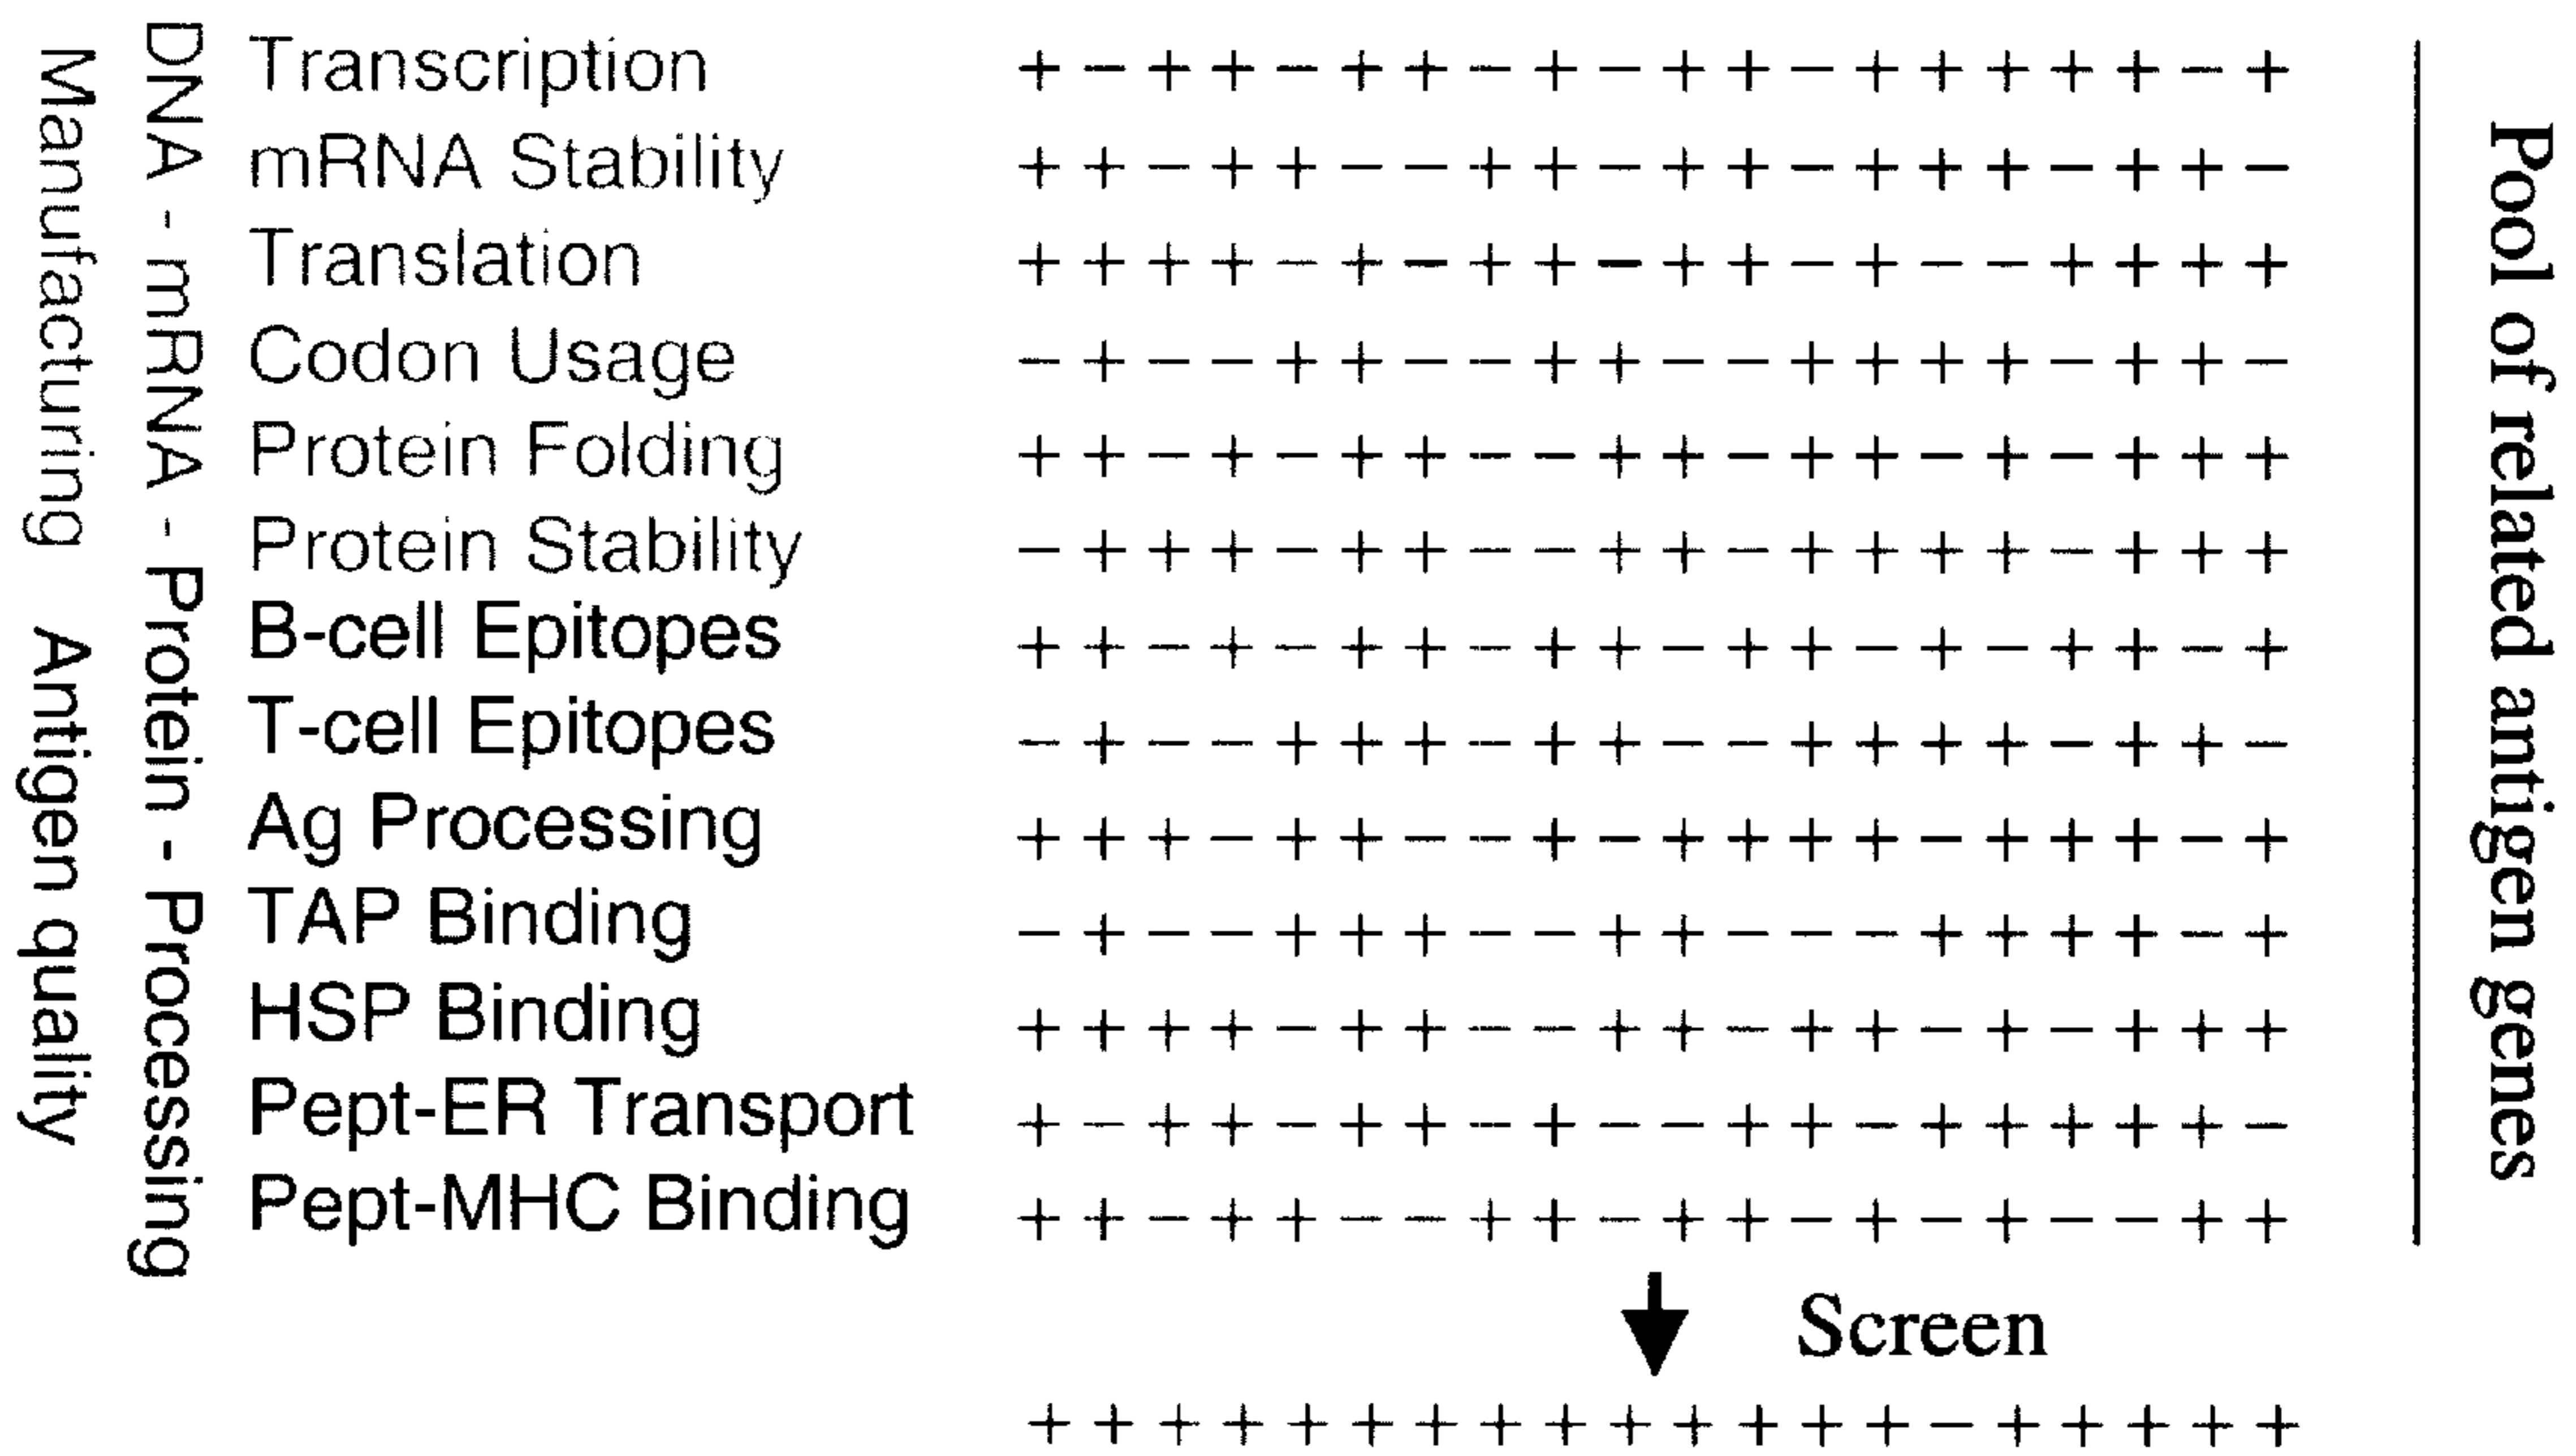 Manufacturing Antigen quality
DNA - mRNA - Protein - Processing
Transcription + - + + - + + - + - + + - + + + + + - +
mRNA Stability + + - + + - - + + - + + - + + + - + + -
Translation + + + + - + - + + - + + - + - - + + + +
Codon Usage - + - - + + - - + + - - + + + + - + + -
Protein Folding + + - + - + + - - + + - + + - + - + + +
Protein Stability - + + + - + + - - + + - + + + + - + + +
B-cell Epitopes + + - + - + + - + + - + + - + - + + - +
T-cell Epitopes - + - - + + + - + + - - + + + + - + + -
Ag Processing + + + - + + - - + - + + + + - + + + - +
TAP Binding - + - - + + + - - + + - - - + + + + - +
HSP Binding + + + + - + + - - + + - + + - + - + + +
Pept-ER Transport + - + + - + + - + - - + + - + + + + + -
Pept-MHC Binding + + - + + - - + + - + + - + - + - - + +
Pool of related antigen genes
Screen
+ + + + + + + + + + + + + + - + + + + +